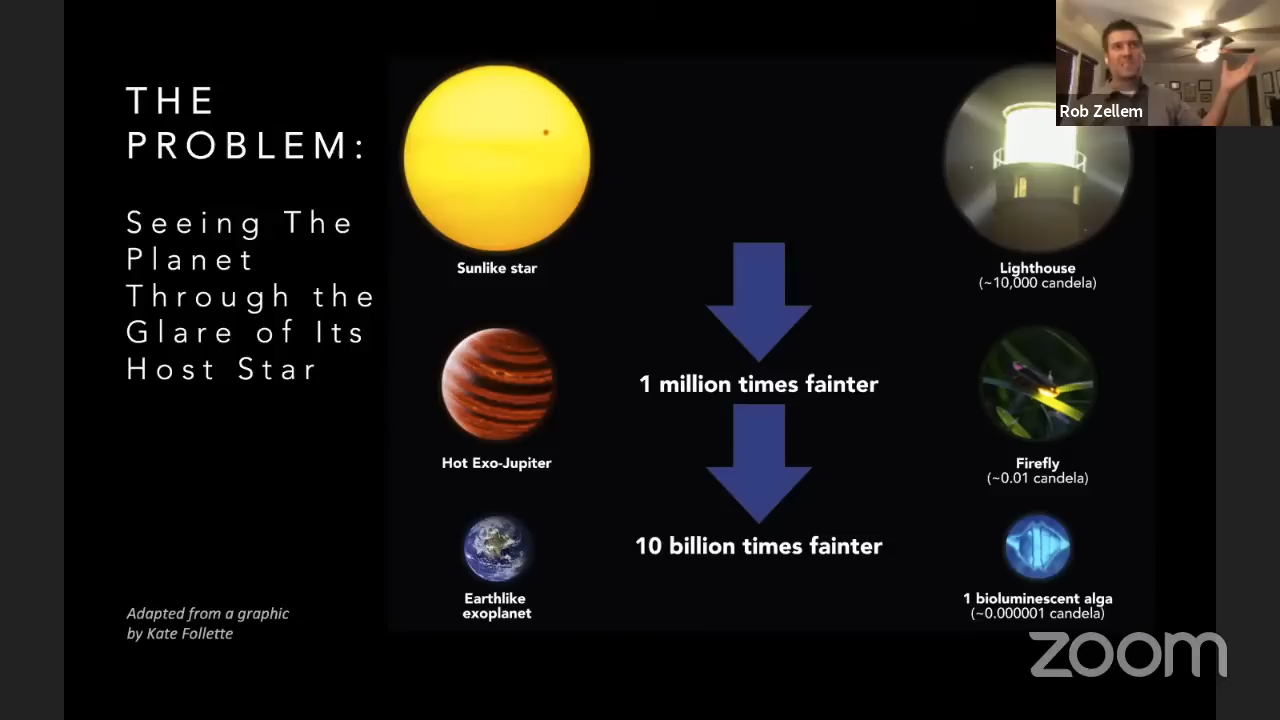 THE
PROBLEM:
Seeing The
Planet
Through the
Glare of Its
Host Star
Adapted from a graphic
by Kate Follette
Sunlike star
Hot Exo-Jupiter
Earthlike
exoplanet
1 million times fainter
10 billion times fainter
Lighthouse
(~10,000 candela)
Firefly
(~0.01 candela)
1 bioluminescent alga
(~0.000001 candela)
Rob Zellem
zoom